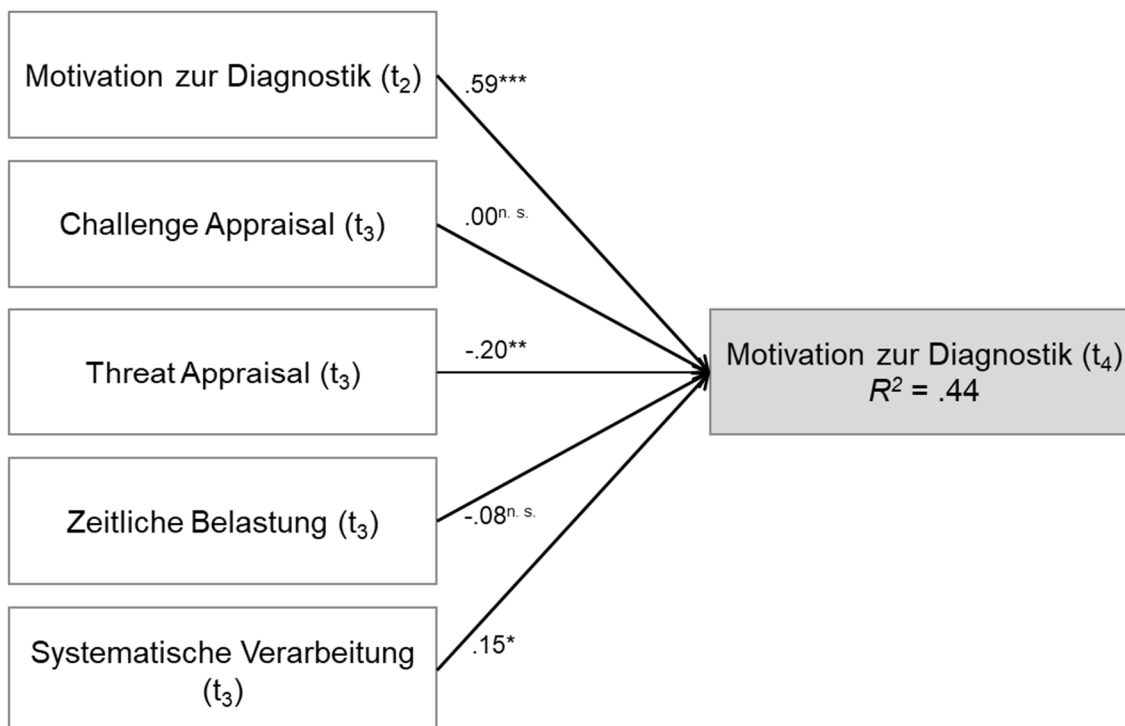 Motivation zur Diagnostik (t₂)
.59***
Challenge Appraisal (t₃)
.00ⁿ· ˢ·
Threat Appraisal (t₃)
-.20**
Zeitliche Belastung (t₃)
-.08ⁿ· ˢ·
Systematische Verarbeitung
(t₃)
.15*
Motivation zur Diagnostik (t₄)
R² = .44